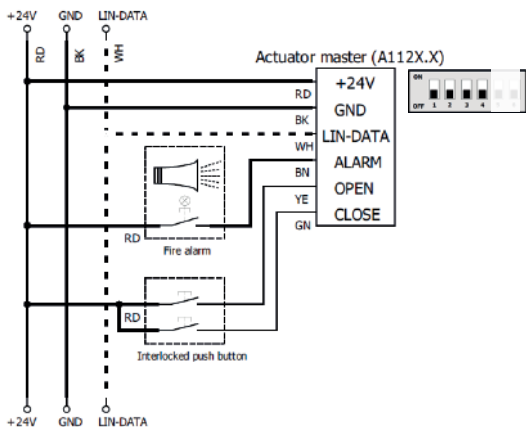 +24V GND LIN-DATA
RD BK WH
Actuator master (A112X.X)
+24V
RD
GND
BK
LIN-DATA
WH
ALARM
BN
OPEN
YE
CLOSE
GN
ON
OFF 1 2 3 4
RD
Fire alarm
RD
Interlocked push button
+24V GND LIN-DATA